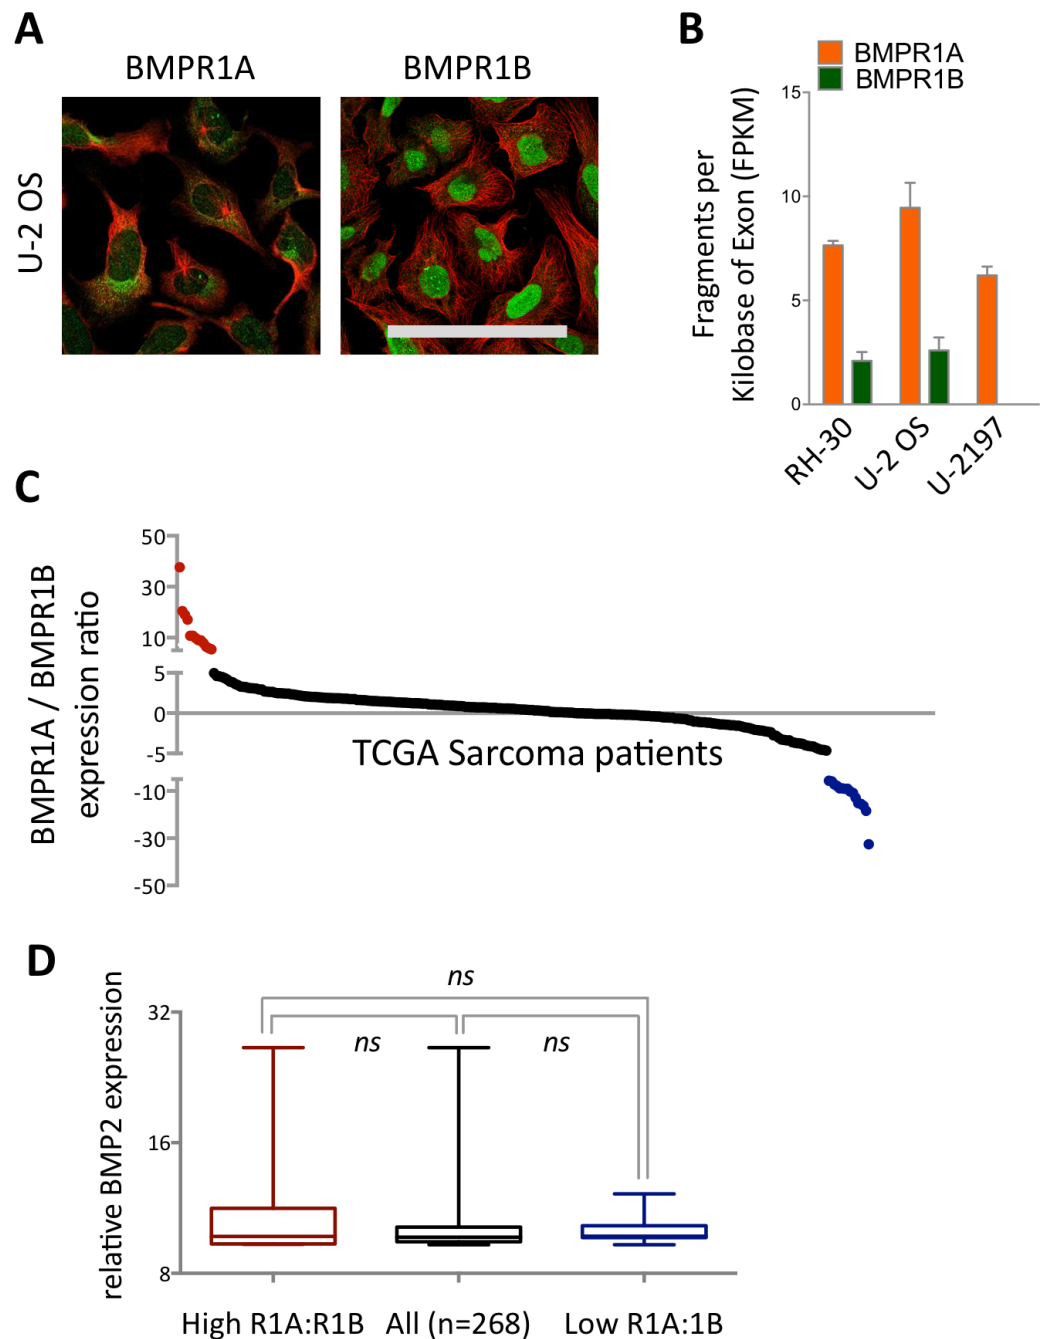 A
BMPR1A
BMPR1B
U-2 OS
B
BMPR1A
BMPR1B
Fragments per
Kilobase of Exon (FPKM)
15
10
5
0
RH-30
U-2 OS
U-2197
C
BMPR1A / BMPR1B
expression ratio
50
30
10
5
0
-5
-10
-30
-50
TCGA Sarcoma patients
D
relative BMP2 expression
32
16
8
ns
ns
ns
High R1A:R1B
All (n=268)
Low R1A:1B